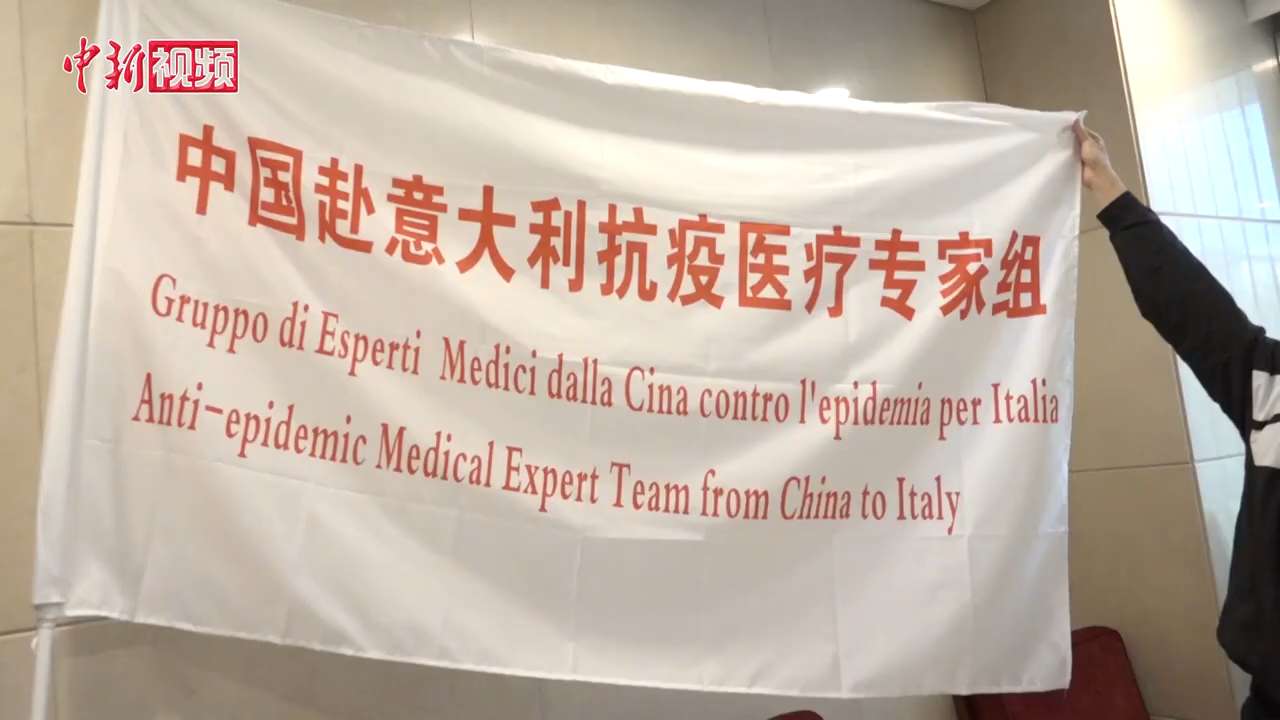 中新视频
中国赴意大利抗疫医疗专家组
Gruppo di Esperti Medici dalla Cina contro l'epidemia per Italia
Anti-epidemic Medical Expert Team from China to Italy